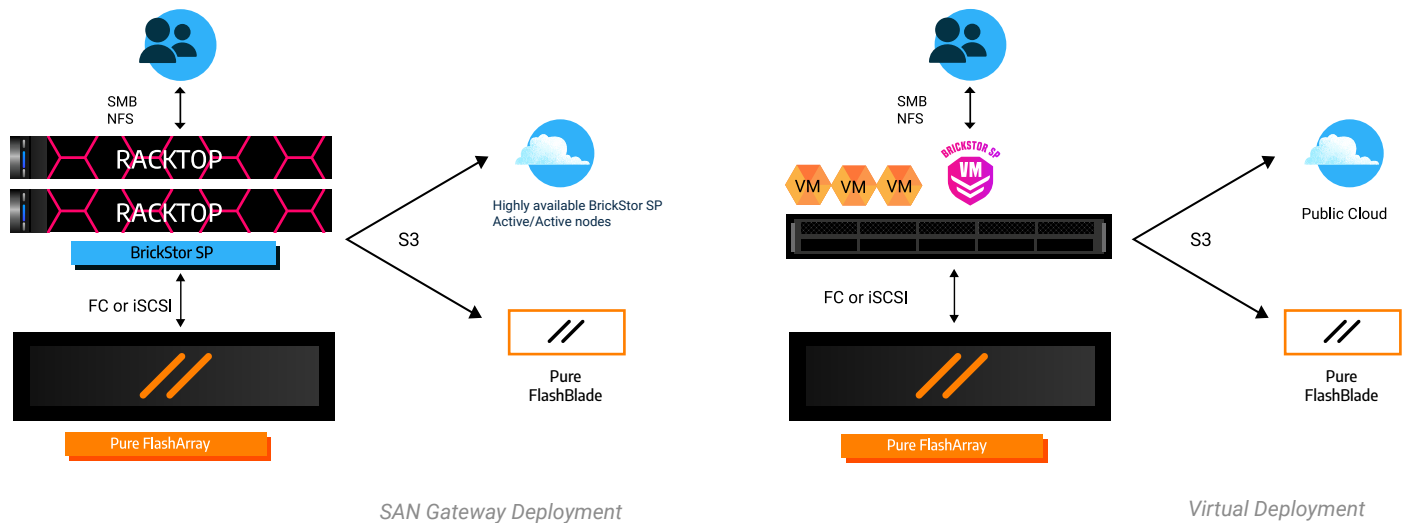 SMB
NFS
RACKTOP
RACKTOP
BrickStor SP
FC or iSCSI
Pure FlashArray
S3
Highly available BrickStor SP
Active/Active nodes
Pure
FlashBlade
SAN Gateway Deployment
SMB
NFS
BRICKSTOR SP
VM
VM
VM
VM
FC or iSCSI
Pure FlashArray
S3
Public Cloud
Pure
FlashBlade
Virtual Deployment